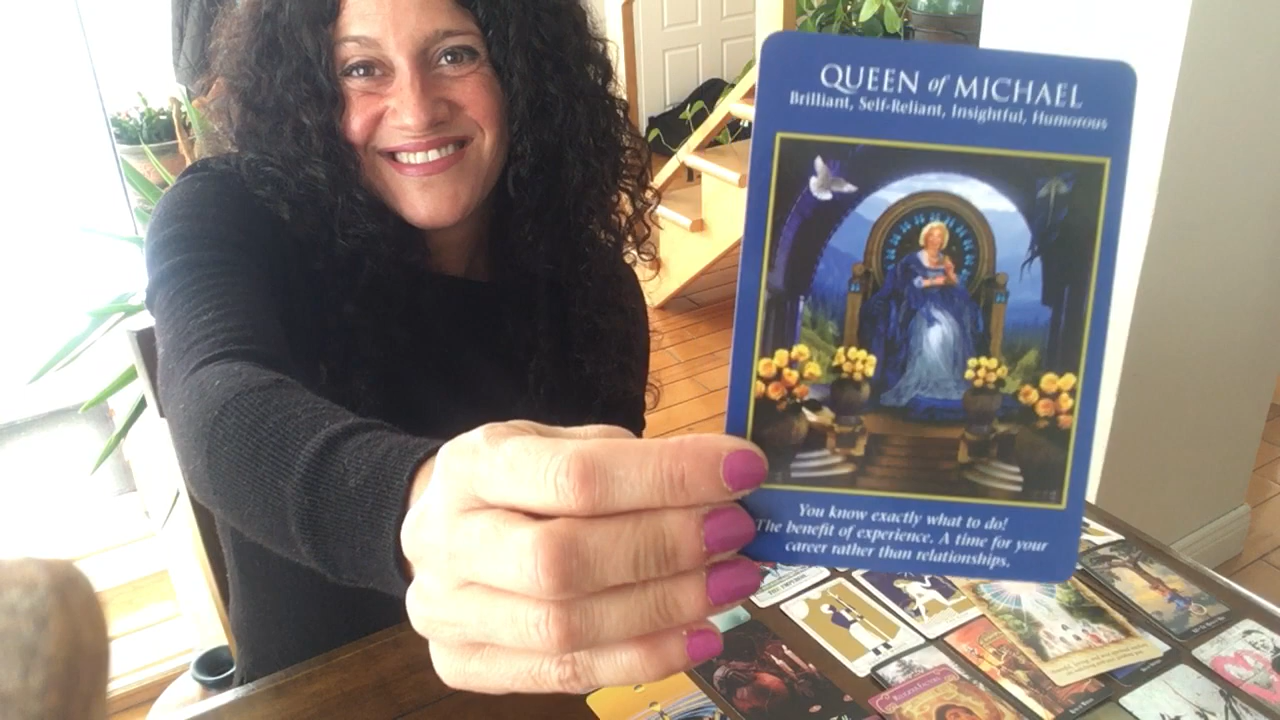 QUEEN of MICHAEL
Brilliant, Self-Reliant, Insightful, Humorous
You know exactly what to do!
The benefit of experience. A time for your
career rather than relationships.